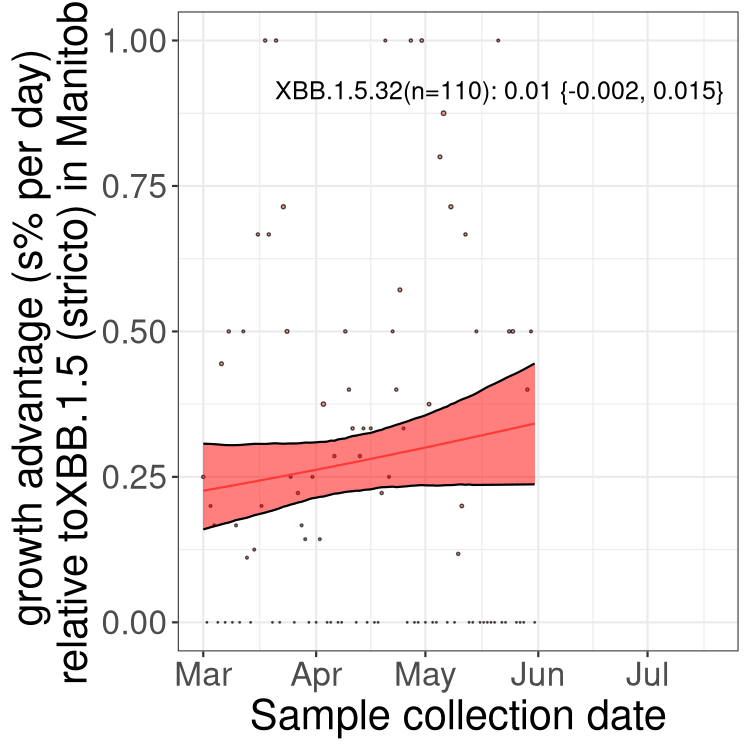 growth advantage (s% per day)
relative toXBB.1.5 (stricto) in Manitob
1.00
0.75
0.50
0.25
0.00
XBB.1.5.32(n=110): 0.01 {-0.002, 0.015}
Mar Apr May Jun Jul
Sample collection date